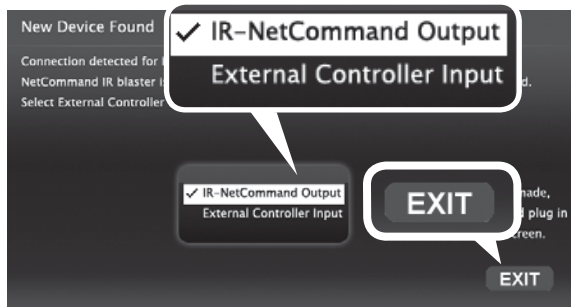 New Device Found
✓ IR-NetCommand Output
External Controller Input
Connection detected for
NetCommand IR blaster
Select External Controller
✓ IR-NetCommand Output
External Controller Input
EXIT
made,
plug in
screen.
EXIT